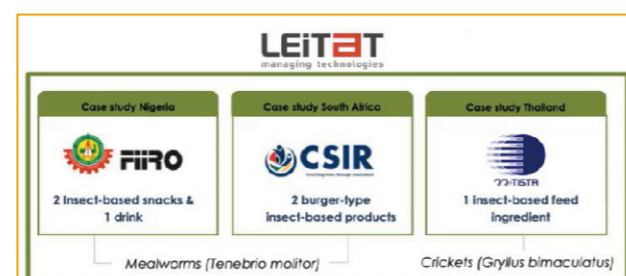 LEITAT
managing technologies
Case study Nigeria
FIIRO
2 Insect-based snacks &
1 drink
Case study South Africa
CSIR
2 burger-type
insect-based products
Case study Thailand
1 insect-based feed
ingredient
Mealworms (Tenebrio molitor)
Crickets (Gryllus bimaculatus)